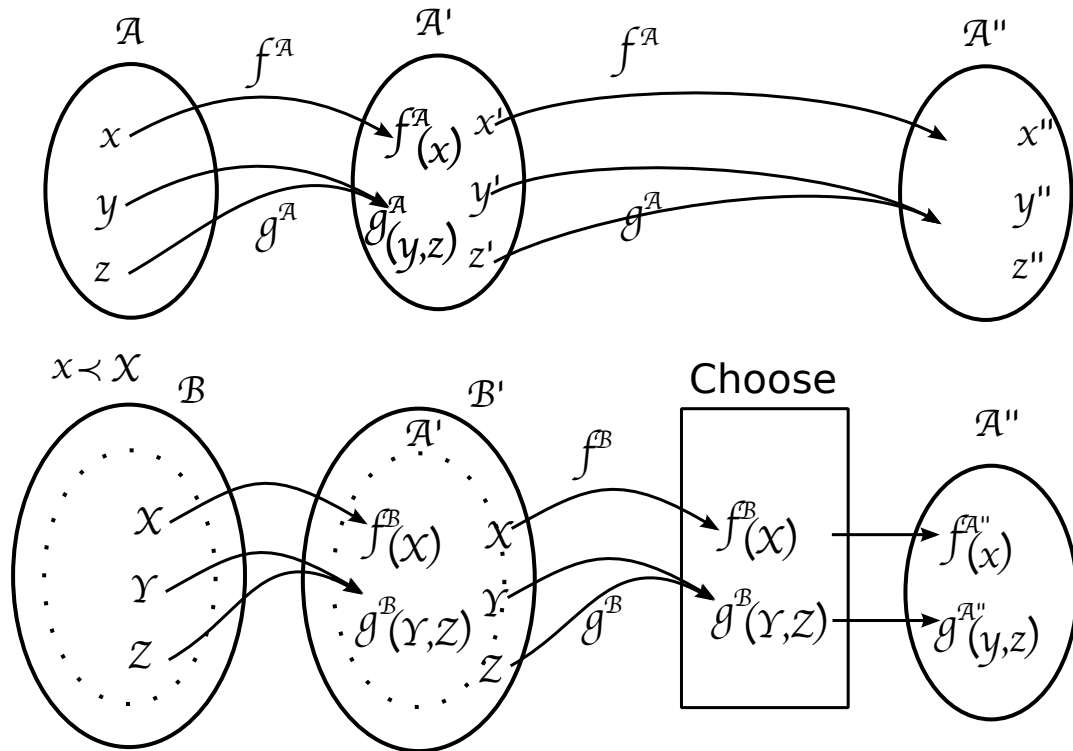 𝒜 𝒜' 𝒜''
f^𝒜 f^𝒜
x f^𝒜(x) x' x''
y g^𝒜(y,z) y' y''
g^𝒜 g^𝒜
z z' z''
x ≺ X
ℬ ℬ' Choose
𝒜' 𝒜''
f^ℬ
X f^ℬ(X) X f^ℬ(X) f^𝒜''(x)
Y g^ℬ(Y,Z) Y g^ℬ(Y,Z) g^𝒜''(y,z)
g^ℬ
Z Z